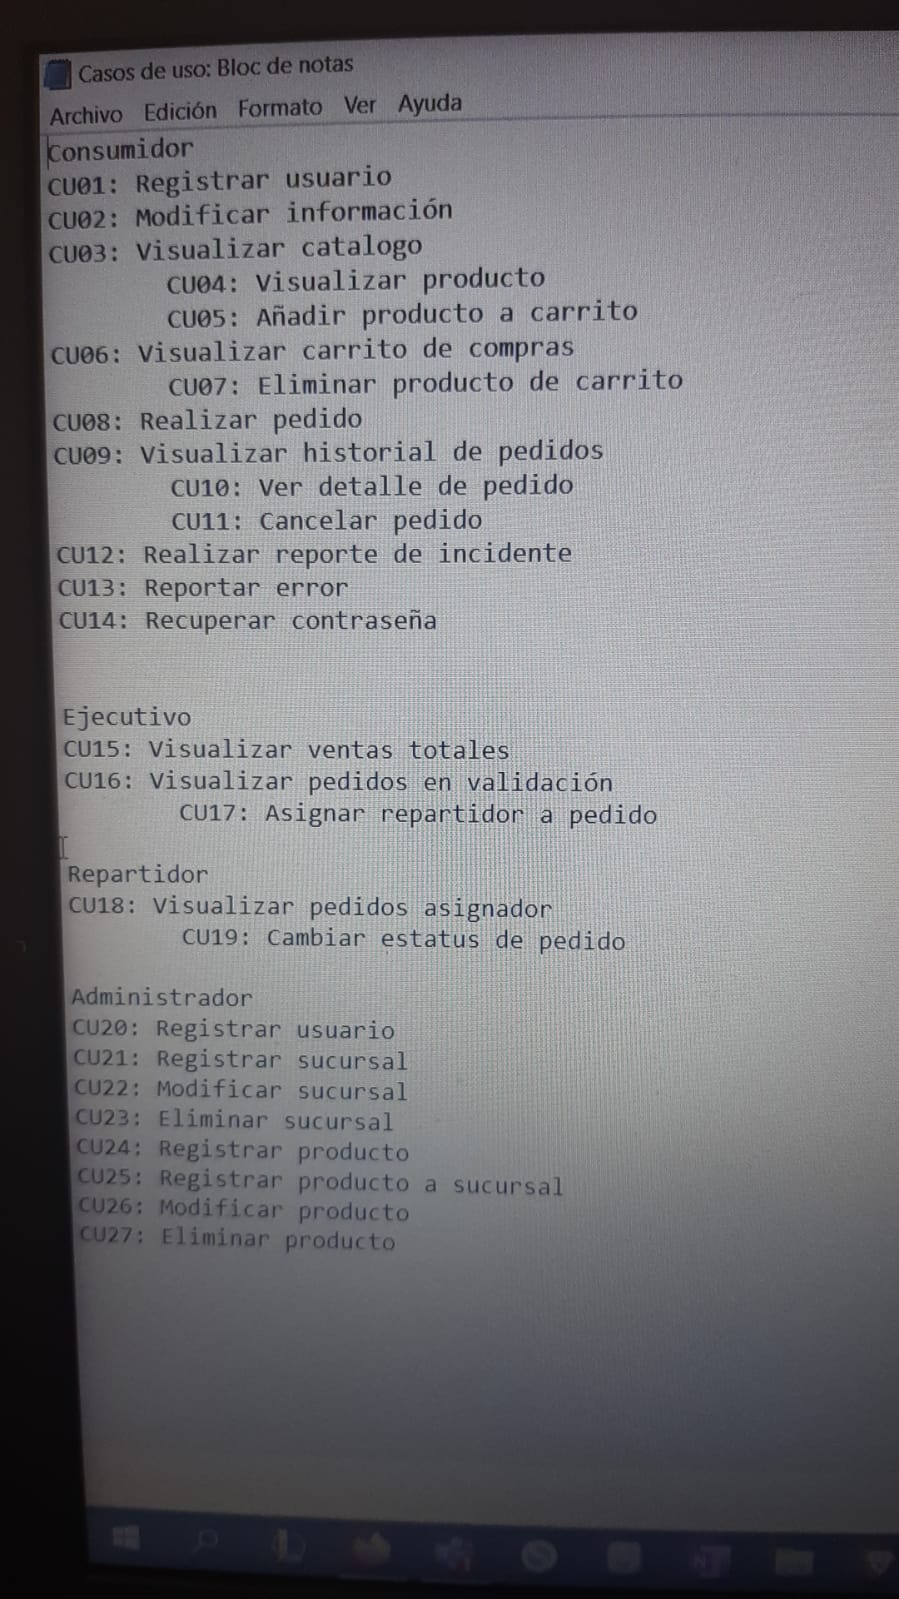 Casos de uso: Bloc de notas
Archivo Edición Formato Ver Ayuda
Consumidor
CU01: Registrar usuario
CU02: Modificar información
CU03: Visualizar catalogo
CU04: Visualizar producto
CU05: Añadir producto a carrito
CU06: Visualizar carrito de compras
CU07: Eliminar producto de carrito
CU08: Realizar pedido
CU09: Visualizar historial de pedidos
CU10: Ver detalle de pedido
CU11: Cancelar pedido
CU12: Realizar reporte de incidente
CU13: Reportar error
CU14: Recuperar contraseña
Ejecutivo
CU15: Visualizar ventas totales
CU16: Visualizar pedidos en validación
CU17: Asignar repartidor a pedido
Repartidor
CU18: Visualizar pedidos asignador
CU19: Cambiar estatus de pedido
Administrador
CU20: Registrar usuario
CU21: Registrar sucursal
CU22: Modificar sucursal
CU23: Eliminar sucursal
CU24: Registrar producto
CU25: Registrar producto a sucursal
CU26: Modificar producto
CU27: Eliminar producto